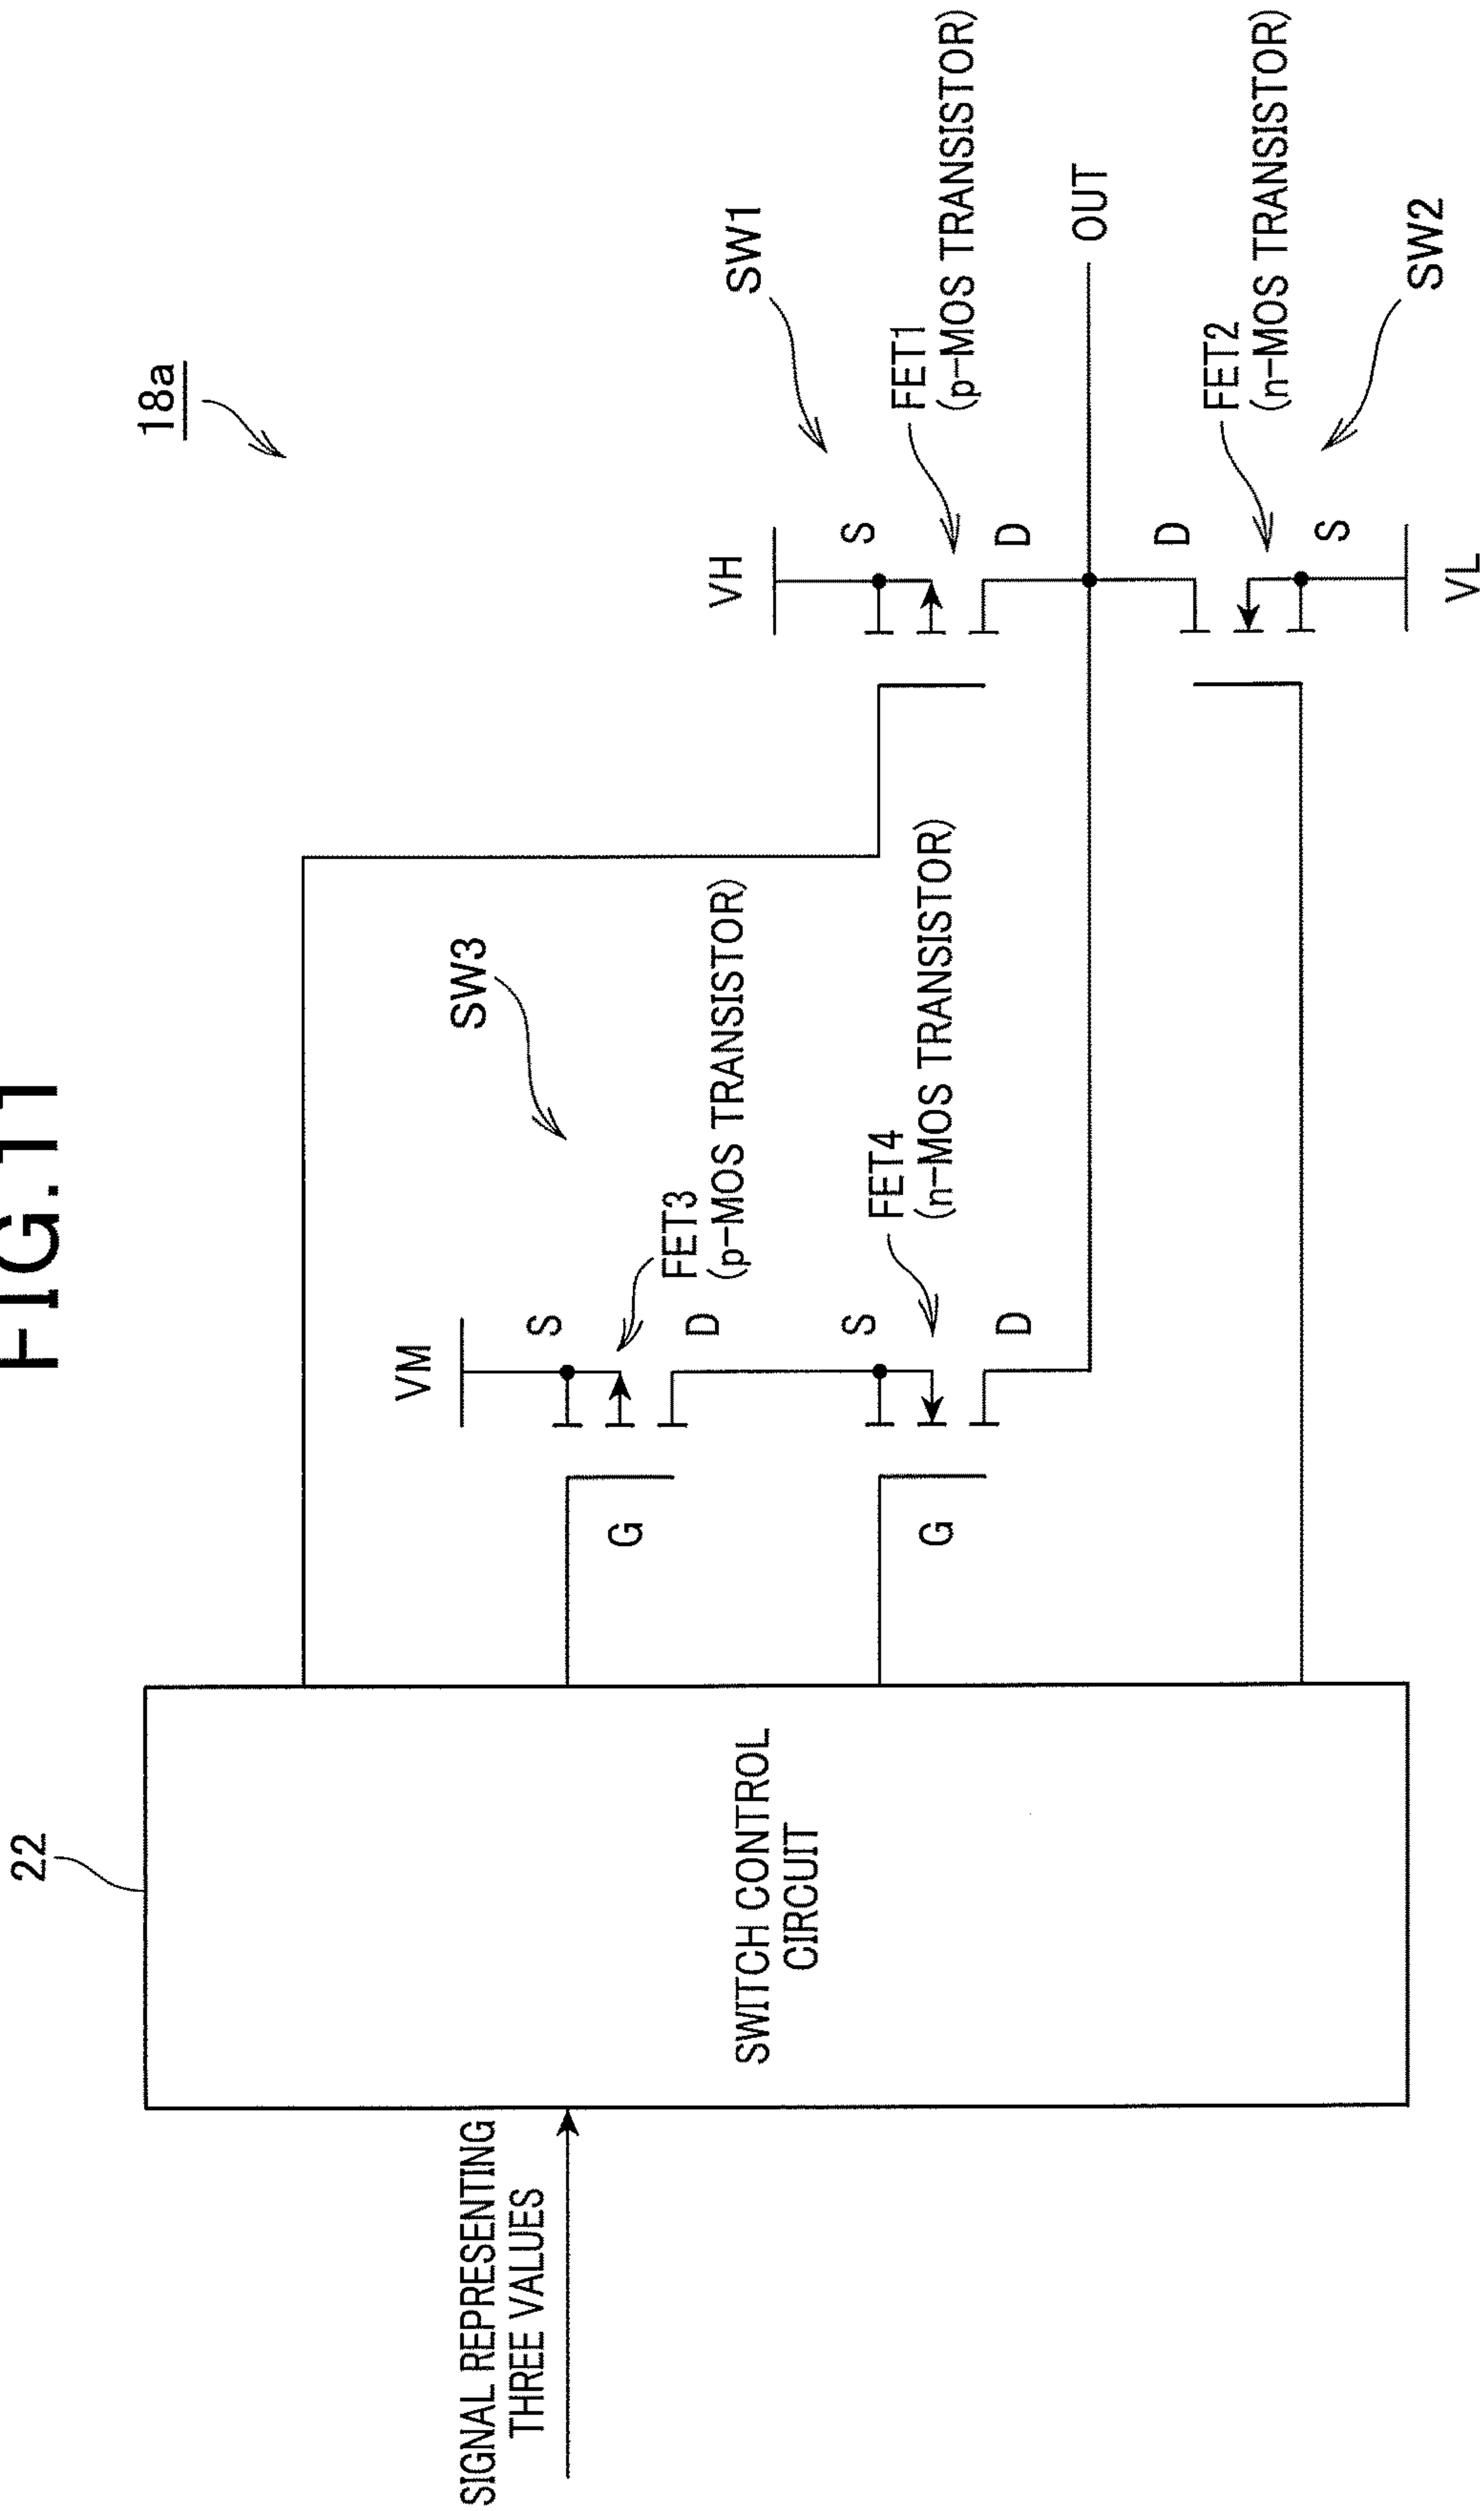 FIG.11
18a
22
SW1
SW3
VH
VM
S
S
FET1
(p-MOS TRANSISTOR)
FET3
(p-MOS TRANSISTOR)
D
D
G
SIGNAL REPRESENTING
THREE VALUES
SWITCH CONTROL
CIRCUIT
S
FET4
(n-MOS TRANSISTOR)
D
G
OUT
D
FET2
(n-MOS TRANSISTOR)
S
SW2
VL